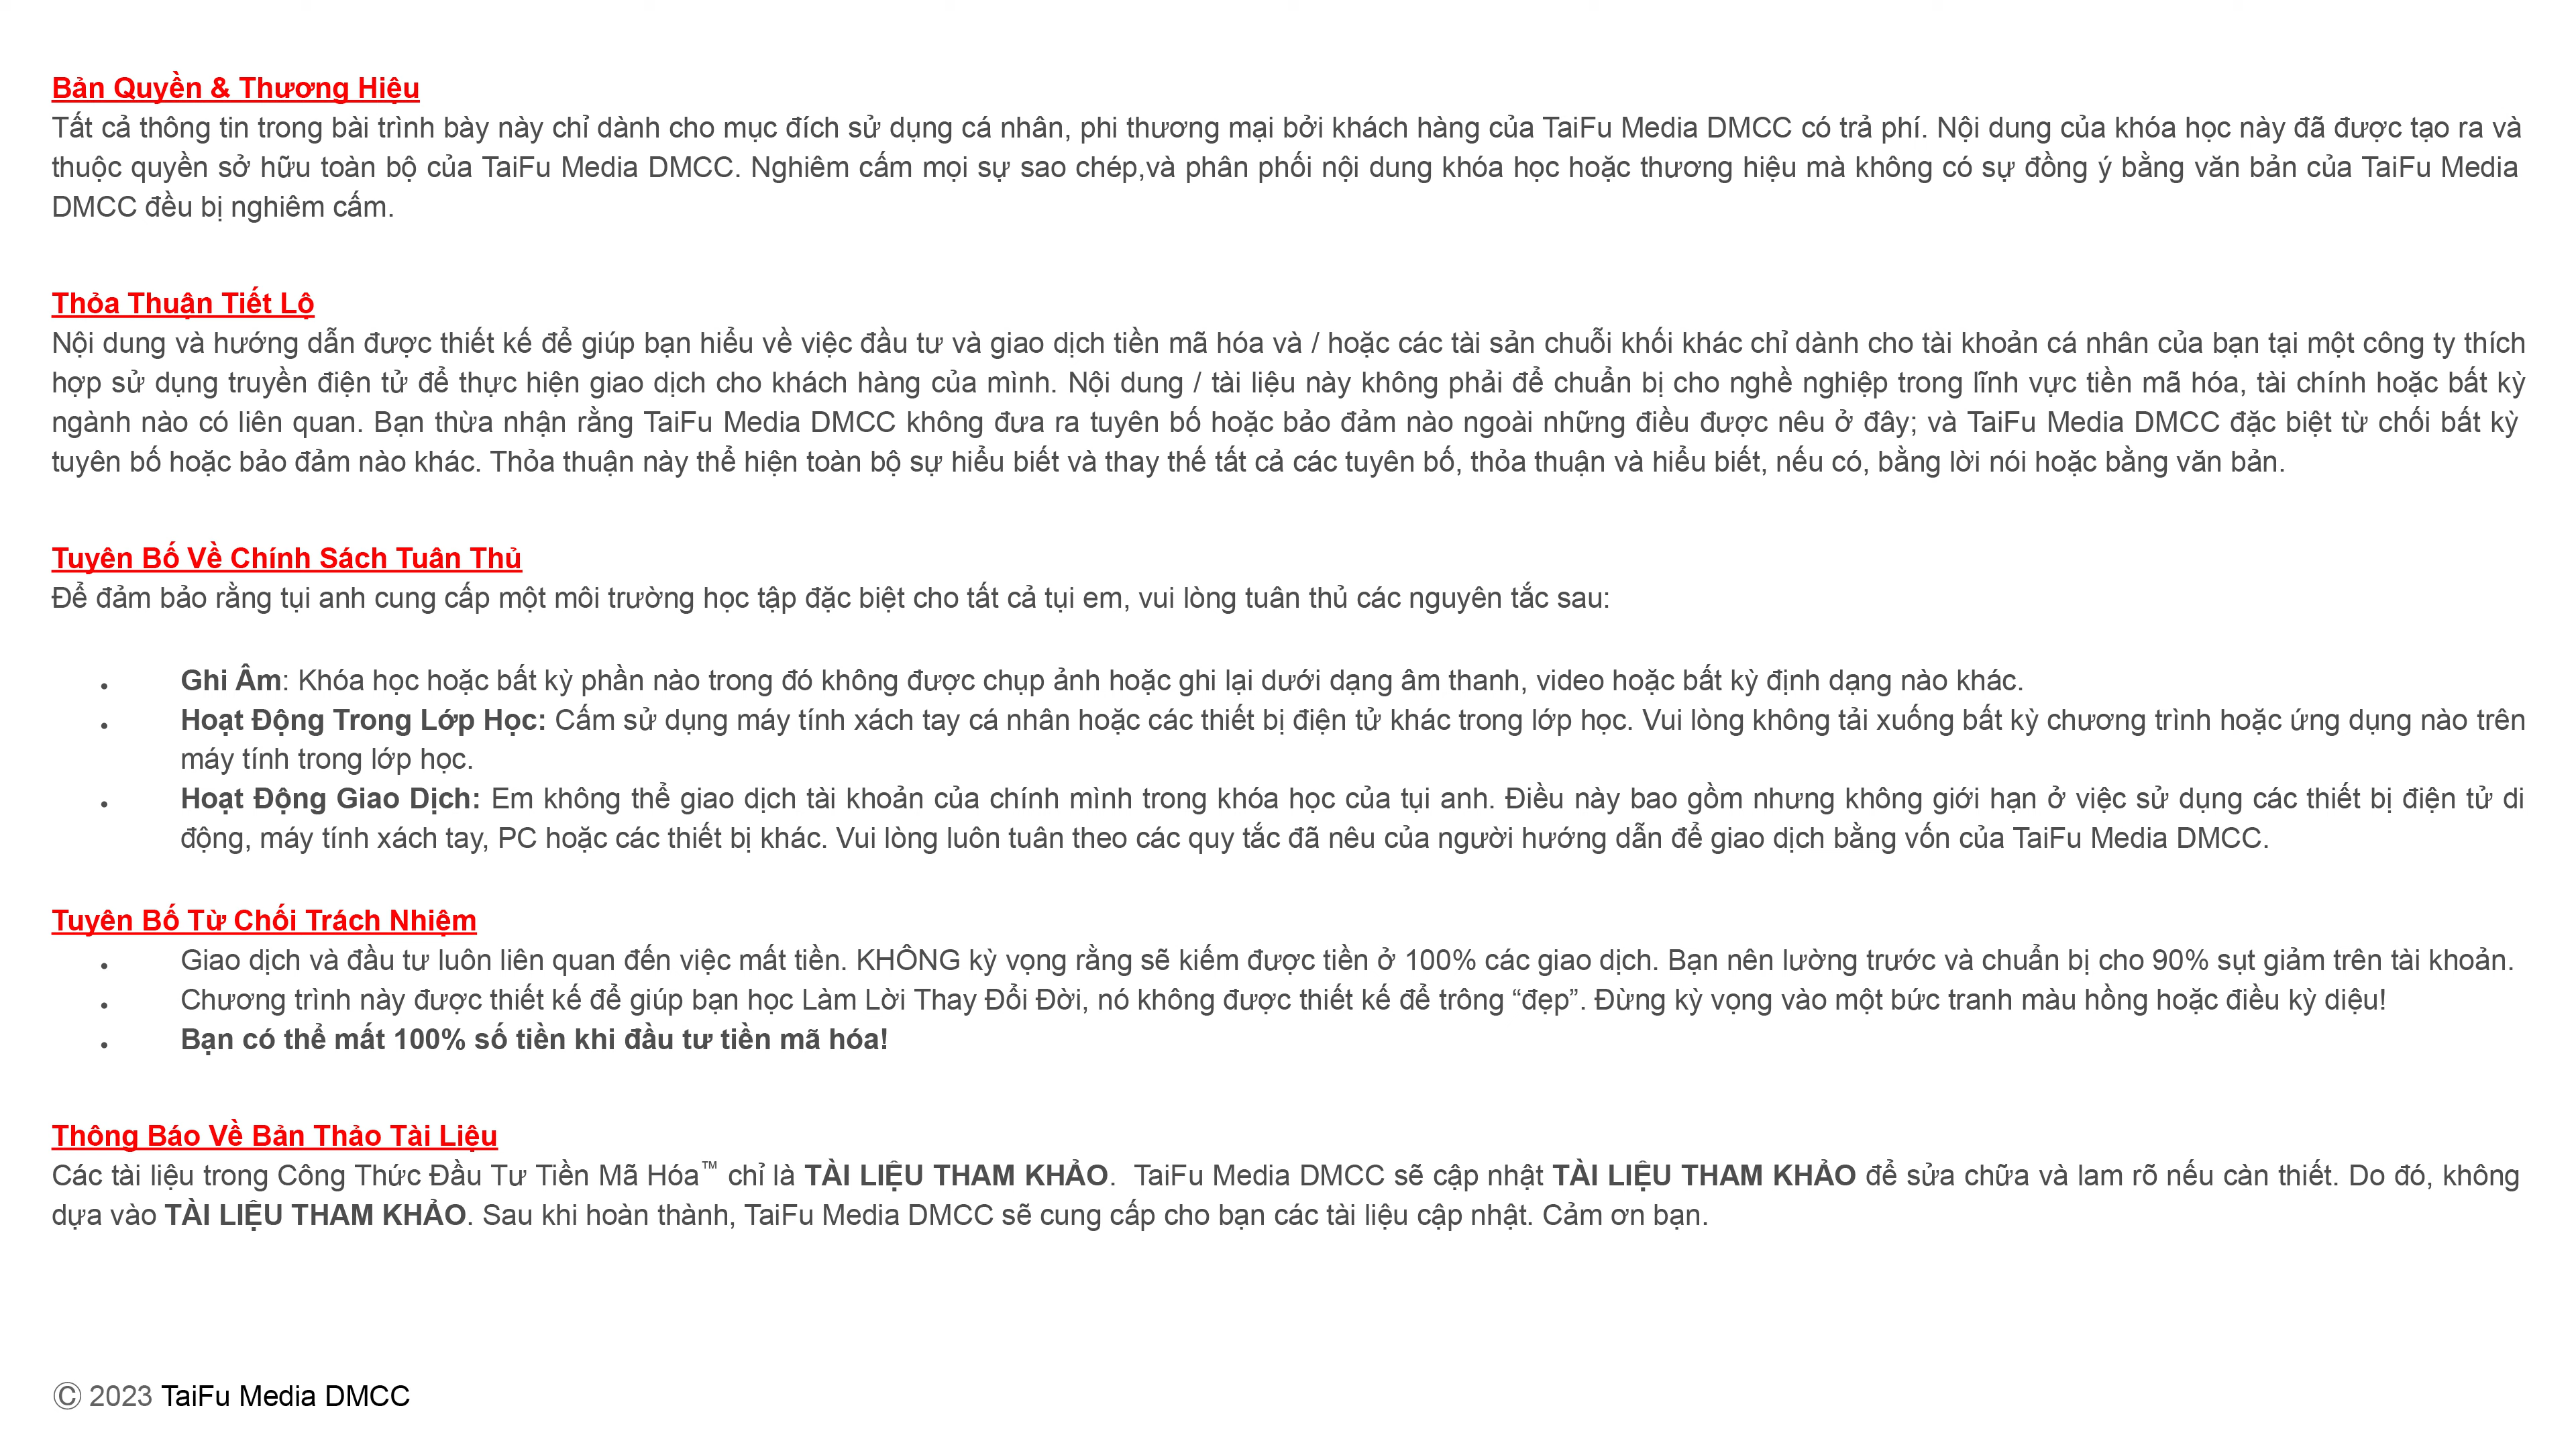 Bản Quyền & Thương Hiệu
Tất cả thông tin trong bài trình bày này chỉ dành cho mục đích sử dụng cá nhân, phi thương mại bởi khách hàng của TaiFu Media DMCC có trả phí. Nội dung của khóa học này đã được tạo ra và
thuộc quyền sở hữu toàn bộ của TaiFu Media DMCC. Nghiêm cấm mọi sự sao chép,và phân phối nội dung khóa học hoặc thương hiệu mà không có sự đồng ý bằng văn bản của TaiFu Media
DMCC đều bị nghiêm cấm.
Thỏa Thuận Tiết Lộ
Nội dung và hướng dẫn được thiết kế để giúp bạn hiểu về việc đầu tư và giao dịch tiền mã hóa và / hoặc các tài sản chuỗi khối khác chỉ dành cho tài khoản cá nhân của bạn tại một công ty thích
hợp sử dụng truyền điện tử để thực hiện giao dịch cho khách hàng của mình. Nội dung / tài liệu này không phải để chuẩn bị cho nghề nghiệp trong lĩnh vực tiền mã hóa, tài chính hoặc bất kỳ
ngành nào có liên quan. Bạn thừa nhận rằng TaiFu Media DMCC không đưa ra tuyên bố hoặc bảo đảm nào ngoài những điều được nêu ở đây; và TaiFu Media DMCC đặc biệt từ chối bất kỳ
tuyên bố hoặc bảo đảm nào khác. Thỏa thuận này thể hiện toàn bộ sự hiểu biết và thay thế tất cả các tuyên bố, thỏa thuận và hiểu biết, nếu có, bằng lời nói hoặc bằng văn bản.
Tuyên Bố Về Chính Sách Tuân Thủ
Để đảm bảo rằng tụi anh cung cấp một môi trường học tập đặc biệt cho tất cả tụi em, vui lòng tuân thủ các nguyên tắc sau:
• Ghi Âm: Khóa học hoặc bất kỳ phần nào trong đó không được chụp ảnh hoặc ghi lại dưới dạng âm thanh, video hoặc bất kỳ định dạng nào khác.
• Hoạt Động Trong Lớp Học: Cấm sử dụng máy tính xách tay cá nhân hoặc các thiết bị điện tử khác trong lớp học. Vui lòng không tải xuống bất kỳ chương trình hoặc ứng dụng nào trên
máy tính trong lớp học.
• Hoạt Động Giao Dịch: Em không thể giao dịch tài khoản của chính mình trong khóa học của tụi anh. Điều này bao gồm nhưng không giới hạn ở việc sử dụng các thiết bị điện tử di
động, máy tính xách tay, PC hoặc các thiết bị khác. Vui lòng luôn tuân theo các quy tắc đã nêu của người hướng dẫn để giao dịch bằng vốn của TaiFu Media DMCC.
Tuyên Bố Từ Chối Trách Nhiệm
• Giao dịch và đầu tư luôn liên quan đến việc mất tiền. KHÔNG kỳ vọng rằng sẽ kiếm được tiền ở 100% các giao dịch. Bạn nên lường trước và chuẩn bị cho 90% sụt giảm trên tài khoản.
• Chương trình này được thiết kế để giúp bạn học Làm Lời Thay Đổi Đời, nó không được thiết kế để trông “đẹp”. Đừng kỳ vọng vào một bức tranh màu hồng hoặc điều kỳ diệu!
• Bạn có thể mất 100% số tiền khi đầu tư tiền mã hóa!
Thông Báo Về Bản Thảo Tài Liệu
Các tài liệu trong Công Thức Đầu Tư Tiền Mã Hóa™ chỉ là TÀI LIỆU THAM KHẢO. TaiFu Media DMCC sẽ cập nhật TÀI LIỆU THAM KHẢO để sửa chữa và lam rõ nếu càn thiết. Do đó, không
dựa vào TÀI LIỆU THAM KHẢO. Sau khi hoàn thành, TaiFu Media DMCC sẽ cung cấp cho bạn các tài liệu cập nhật. Cảm ơn bạn.
© 2023 TaiFu Media DMCC